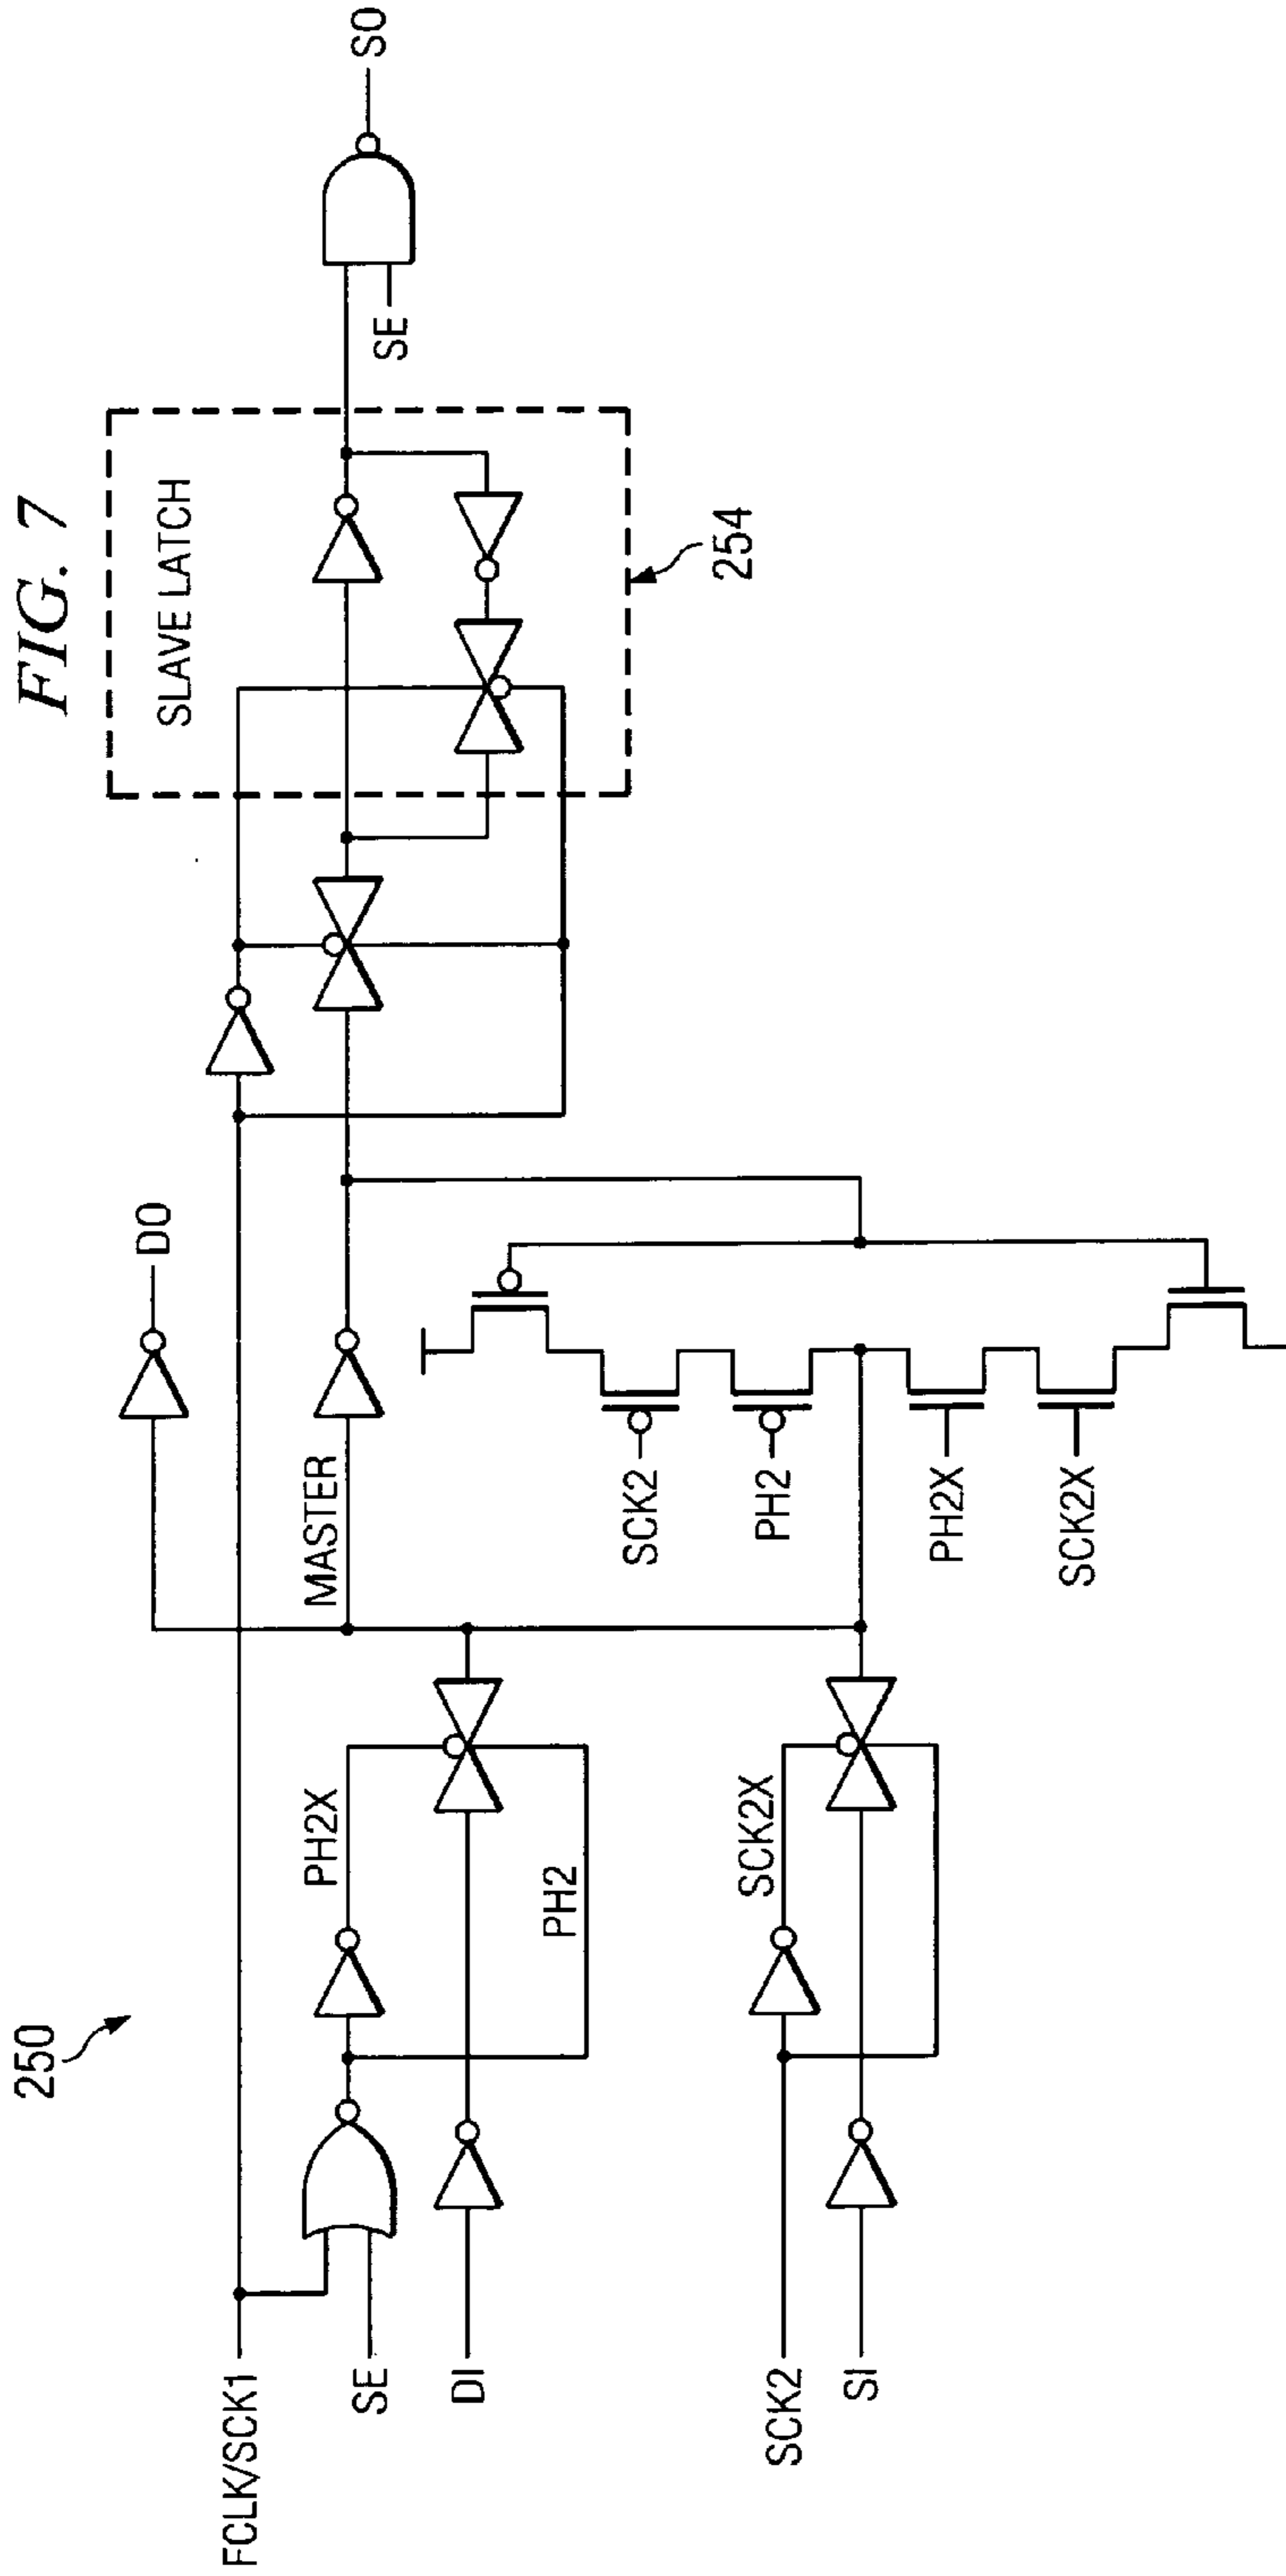 FIG. 7
250
FCLK/SCK1
SE
DI
SCK2
SI
PH2X
PH2
SCK2X
MASTER
DO
SCK2
PH2
PH2X
SCK2X
SLAVE LATCH
254
SE
SO